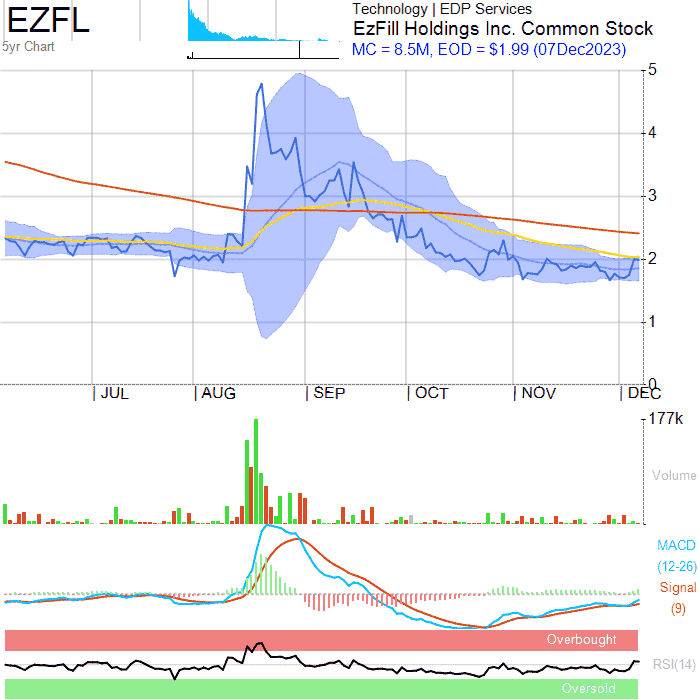 EZFL
5yr Chart
Technology | EDP Services
EzFill Holdings Inc. Common Stock
MC = 8.5M, EOD = $1.99 (07Dec2023)
5
4
3
2
1
0
JUL AUG SEP OCT NOV DEC
177k
Volume
MACD
(12-26)
Signal
(9)
Overbought
RSI(14)
Oversold